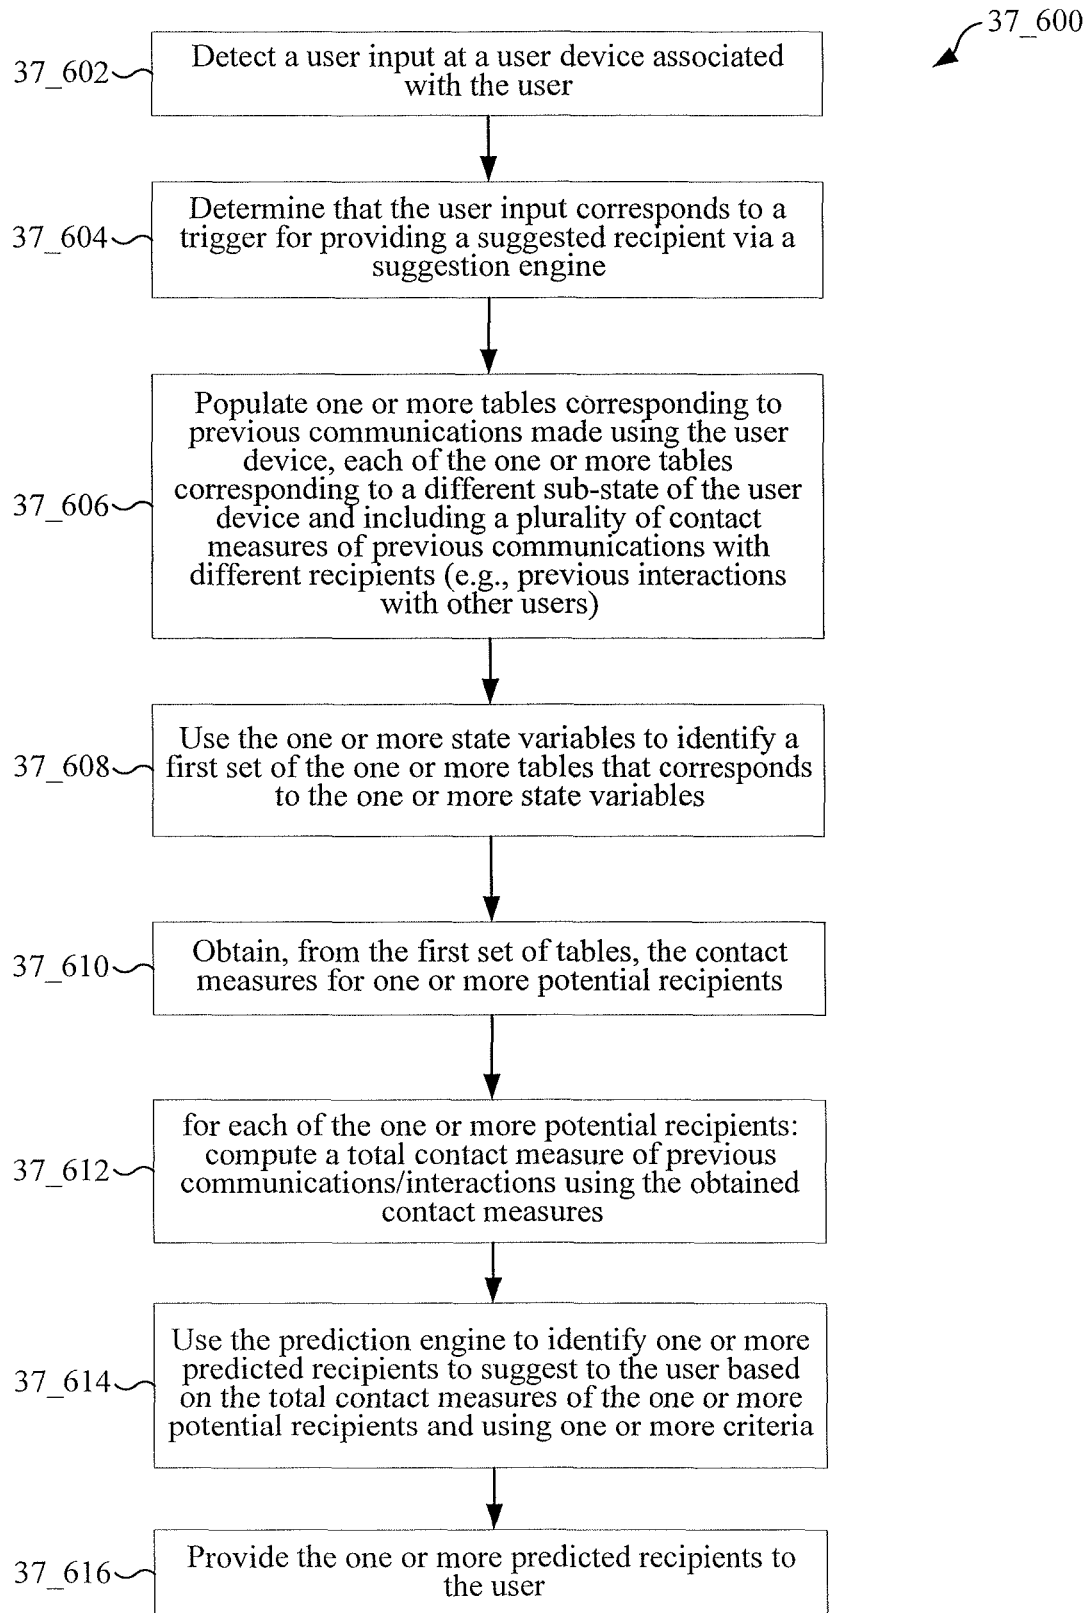 37_600
37_602
Detect a user input at a user device associated
with the user
37_604
Determine that the user input corresponds to a
trigger for providing a suggested recipient via a
suggestion engine
37_606
Populate one or more tables corresponding to
previous communications made using the user
device, each of the one or more tables
corresponding to a different sub-state of the user
device and including a plurality of contact
measures of previous communications with
different recipients (e.g., previous interactions
with other users)
37_608
Use the one or more state variables to identify a
first set of the one or more tables that corresponds
to the one or more state variables
37_610
Obtain, from the first set of tables, the contact
measures for one or more potential recipients
37_612
for each of the one or more potential recipients:
compute a total contact measure of previous
communications/interactions using the obtained
contact measures
37_614
Use the prediction engine to identify one or more
predicted recipients to suggest to the user based
on the total contact measures of the one or more
potential recipients and using one or more criteria
37_616
Provide the one or more predicted recipients to
the user